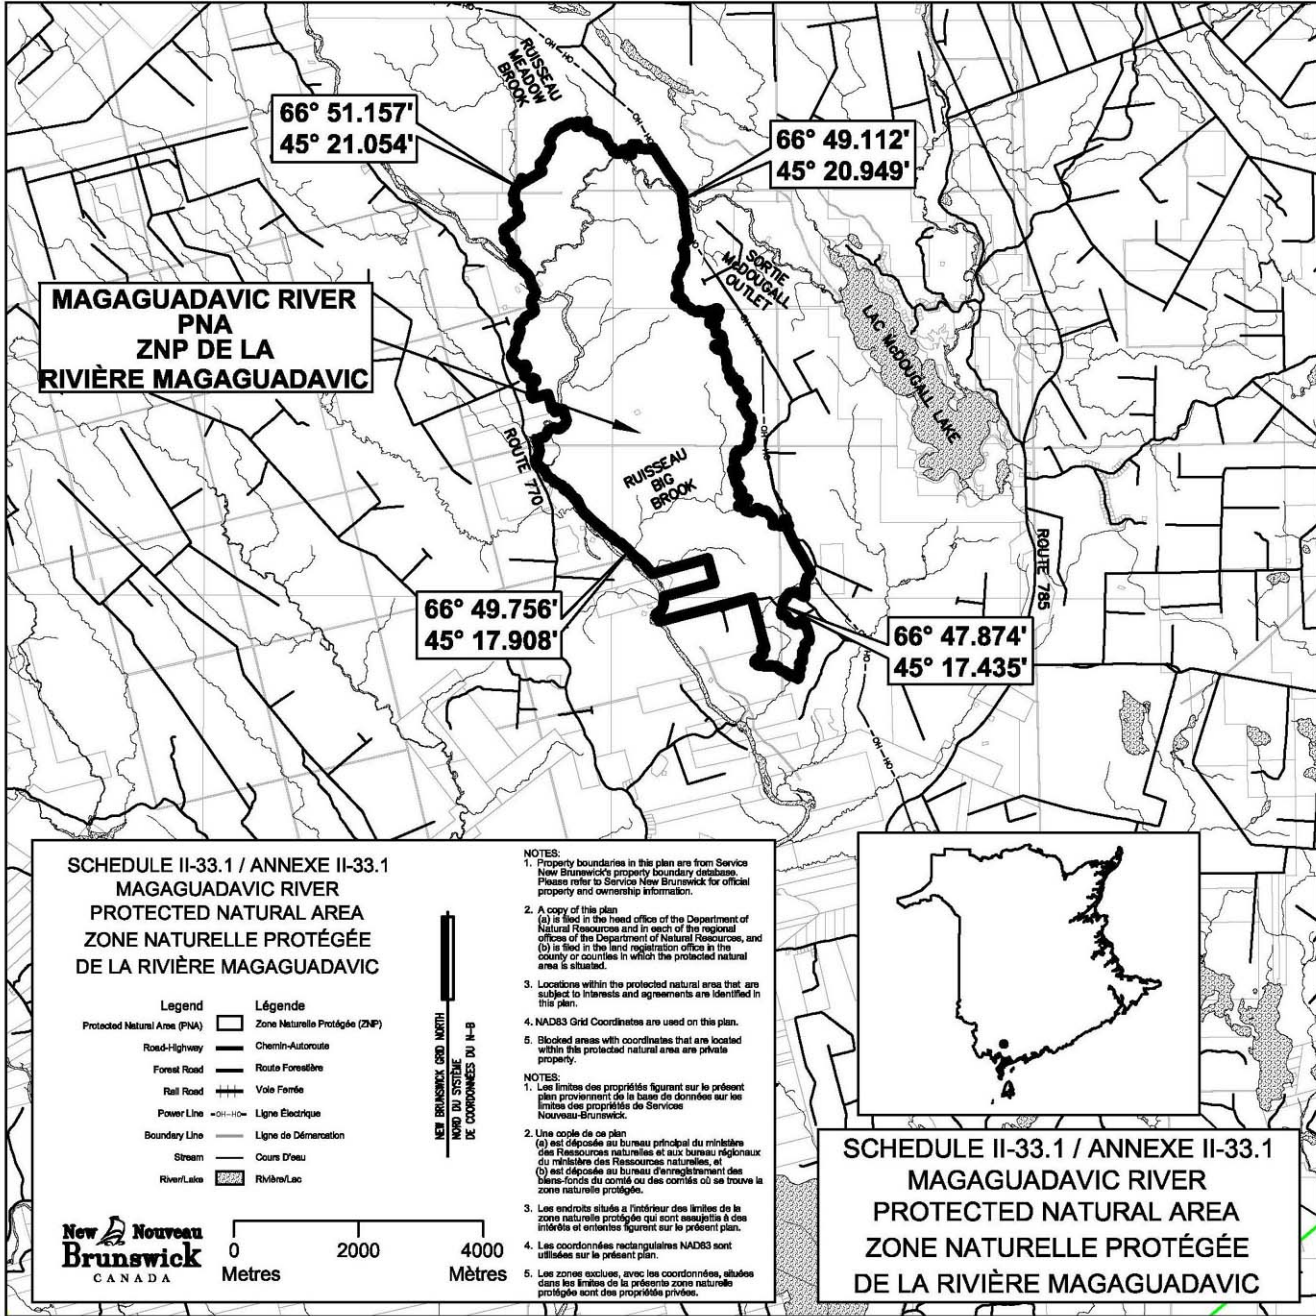 RUISSEAU
MEADOW
BROOK
OH-HO
66° 51.157'
45° 21.054'
66° 49.112'
45° 20.949'
SORTIE
McDOUGALL
OUTLET
LAC McDOUGALL LAKE
MAGAGUADAVIC RIVER
PNA
ZNP DE LA
RIVIÈRE MAGAGUADAVIC
ROUTE 770
RUISSEAU
BIG
BROOK
ROUTE 785
66° 49.756'
45° 17.908'
66° 47.874'
45° 17.435'
OH-HO
SCHEDULE II-33.1 / ANNEXE II-33.1
MAGAGUADAVIC RIVER
PROTECTED NATURAL AREA
ZONE NATURELLE PROTÉGÉE
DE LA RIVIÈRE MAGAGUADAVIC
Legend Légende
Protected Natural Area (PNA) Zone Naturelle Protégée (ZNP)
Road-Highway Chemin-Autoroute
Forest Road Route Forestière
Rail Road Voie Ferrée
Power Line -OH-HO- Ligne Électrique
Boundary Line Ligne de Démarcation
Stream Cours D'eau
River/Lake Rivière/Lac
NEW BRUNSWICK GRID NORTH
NORD DU SYSTÈME
DE COORDONNÉES DU N-B
New Nouveau
Brunswick
CANADA
0 2000 4000
Metres Mètres
NOTES:
1. Property boundaries in this plan are from Service
New Brunswick's property boundary database.
Please refer to Service New Brunswick for official
property and ownership information.
2. A copy of this plan
(a) is filed in the head office of the Department of
Natural Resources and in each of the regional
offices of the Department of Natural Resources, and
(b) is filed in the land registration office in the
county or counties in which the protected natural
area is situated.
3. Locations within the protected natural area that are
subject to interests and agreements are identified in
this plan.
4. NAD83 Grid Coordinates are used on this plan.
5. Blocked areas with coordinates that are located
within this protected natural area are private
property.
NOTES:
1. Les limites des propriétés figurant sur le présent
plan proviennent de la base de données sur les
limites des propriétés de Services
Nouveau-Brunswick.
2. Une copie de ce plan
(a) est déposée au bureau principal du ministère
des Ressources naturelles et aux bureau régionaux
du ministère des Ressources naturelles, et
(b) est déposée au bureau d'enregistrement des
biens-fonds du comté ou des comtés où se trouve la
zone naturelle protégée.
3. Les endroits situés a l'intérieur des limites de la
zone naturelle protégée qui sont assujettis à des
intérêts et ententes figurent sur le présent plan.
4. Les coordonnées rectangulaires NAD83 sont
utilisées sur le présent plan.
5. Les zones exclues, avec les coordonnées, situées
dans les limites de la présente zone naturelle
protégée sont des propriétés privées.
SCHEDULE II-33.1 / ANNEXE II-33.1
MAGAGUADAVIC RIVER
PROTECTED NATURAL AREA
ZONE NATURELLE PROTÉGÉE
DE LA RIVIÈRE MAGAGUADAVIC